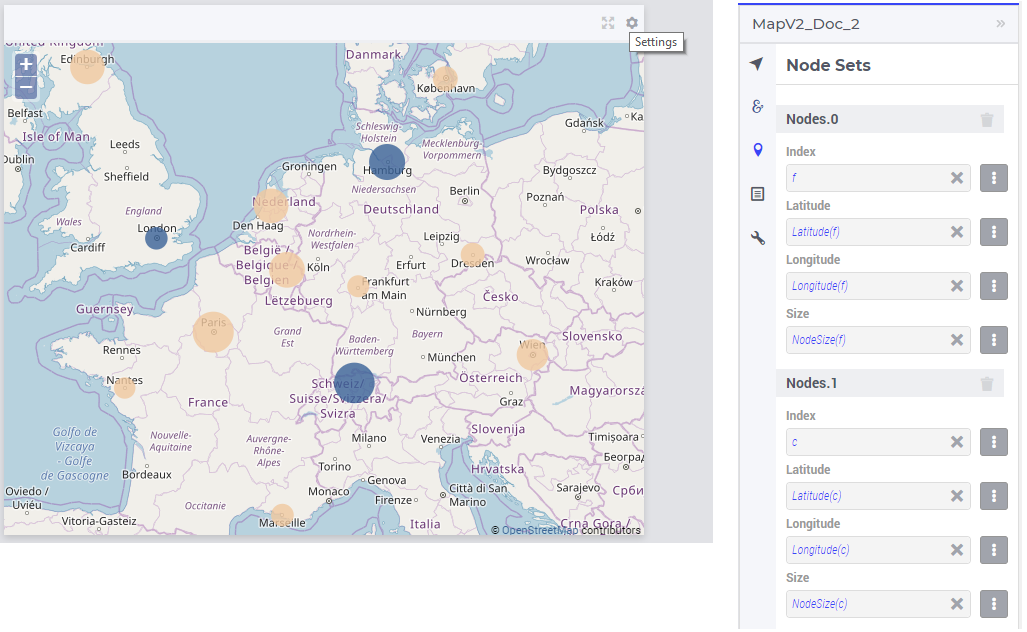 Settings
United Kingdom
Edinburgh
Danmark
København
Belfast
Isle of Man
Gdańsk
Leeds
Schleswig-
Holstein
Mecklenburg-
Vorpommern
Dublin
Sheffield
Groningen
Hamburg
Bydgoszcz
Niedersachsen
Berlin
Poznań
England
Nederland
Deutschland
Polska
Wales
London
Den Haag
Cardiff
Nordrhein-
Westfalen
Leipzig
Łódź
België /
Belgique /
Belgien
Köln
Erfurt
Dresden
Wrocław
Frankfurt
am Main
Kraków
Lëtzebuerg
Česko
Guernsey
Nürnberg
Paris
Grand
Est
Baden-
Württemberg
Bayern
Slovensko
Rennes
München
Wien
Nantes
Schweiz/
Suisse/Svizzera/
Svizra
Österreich
Magyarorszá
France
Graz
Golfo de
Vizcaya
- Golfe
de Gascogne
Nouvelle-
Aquitaine
Auvergne-
Rhône-
Alpes
Milano
Venezia
Slovenija
Timișoara
Bordeaux
Torino
Hrvatska
Београ
Oviedo /
Uviéu
Occitanie
Monaco
Genova
Firenze
Città di San
Marino
Sarajevo
Срби
Vitoria-Gasteiz
Marseille
Italia
Crna Gora /
© OpenStreetMap contributors
MapV2_Doc_2
Node Sets
Nodes.0
Index
f
Latitude
Latitude(f)
Longitude
Longitude(f)
Size
NodeSize(f)
Nodes.1
Index
c
Latitude
Latitude(c)
Longitude
Longitude(c)
Size
NodeSize(c)